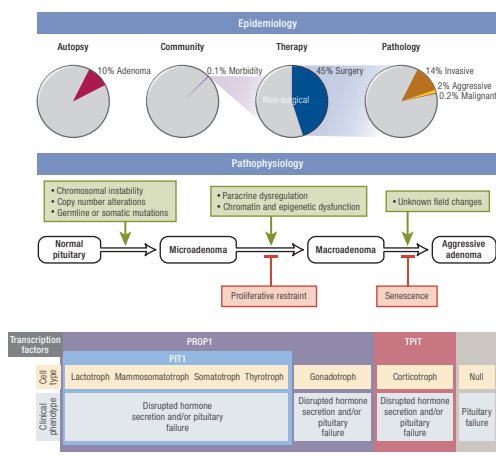 Epidemiology
Autopsy
Community
Therapy
Pathology
10% Adenoma
0.1% Morbidity
45% Surgery
Non-surgical
14% Invasive
2% Aggressive
0.2% Malignant
Pathophysiology
• Chromosomal instability
• Copy number alterations
• Germline or somatic mutations
• Paracrine dysregulation
• Chromatin and epigenetic dysfunction
• Unknown field changes
Normal
pituitary
Microadenoma
Macroadenoma
Aggressive
adenoma
Proliferative restraint
Senescence
Transcription
factors
PROP1
TPIT
PIT1
Cell
type
Lactotroph Mammosomatotroph Somatotroph Thyrotroph
Gonadotroph
Corticotroph
Null
Clinical
phenotype
Disrupted hormone
secretion and/or pituitary
failure
Disrupted hormone
secretion and/or
pituitary
failure
Disrupted hormone
secretion and/or
pituitary
failure
Pituitary
failure